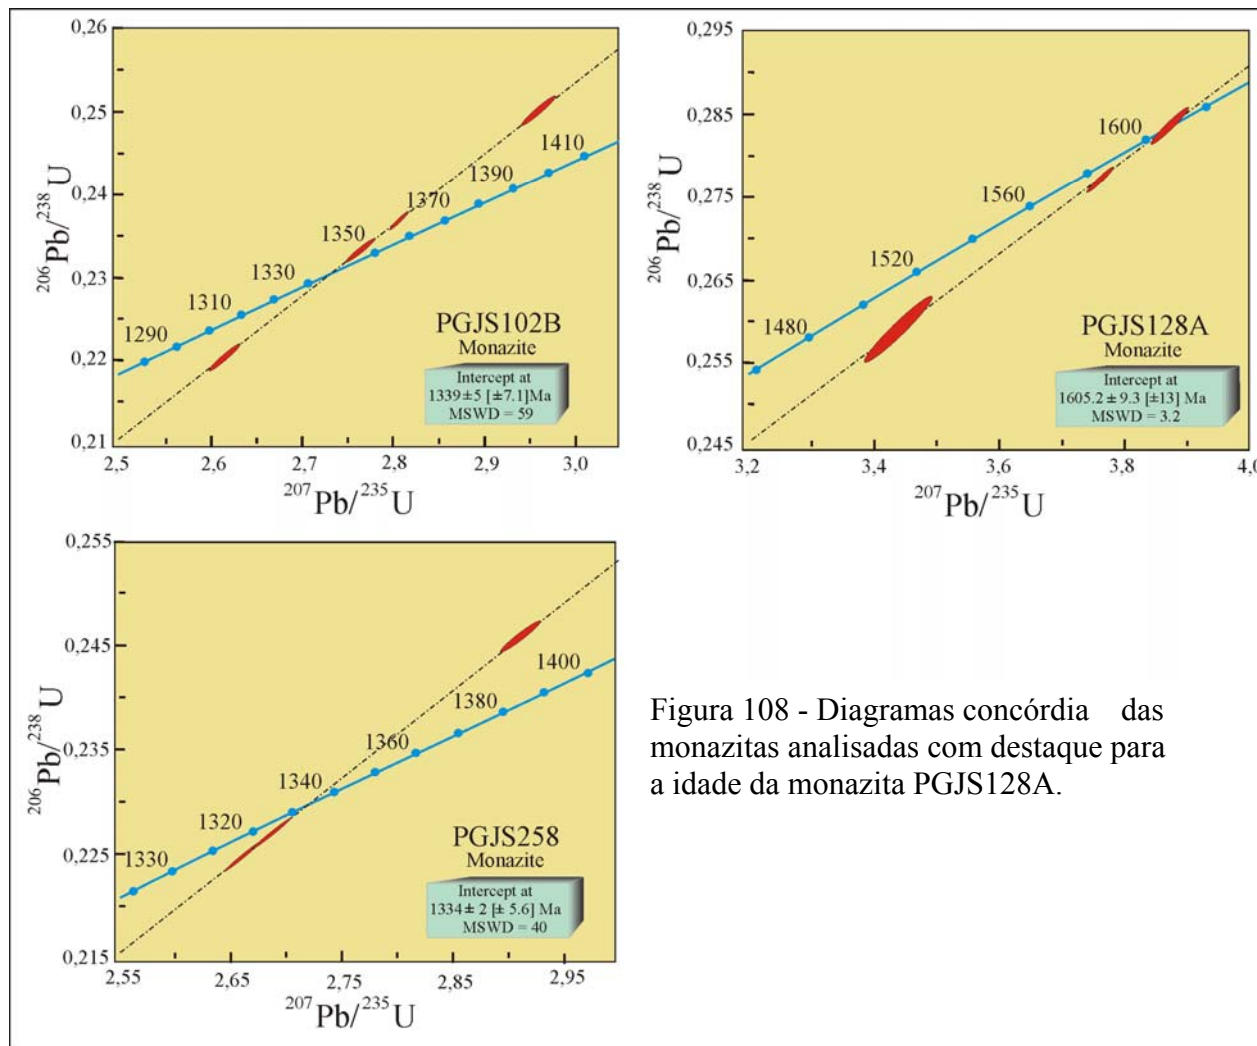 0,26
0,25
0,24
0,23
0,22
0,21
206Pb/238U
1290
1310
1330
1350
1370
1390
1410
PGJS102B
Monazite
Intercept at
1339±5 [±7.1]Ma
MSWD = 59
2,5 2,6 2,7 2,8 2,9 3,0
207Pb/235U
0,295
0,285
0,275
0,265
0,255
0,245
206Pb/238U
1480
1520
1560
1600
PGJS128A
Monazite
Intercept at
1605.2 ± 9.3 [±13] Ma
MSWD = 3.2
3,2 3,4 3,6 3,8 4,0
207Pb/235U
0,255
0,245
0,235
0,225
0,215
206Pb/238U
1330
1320
1340
1360
1380
1400
PGJS258
Monazite
Intercept at
1334 ± 2 [± 5.6] Ma
MSWD = 40
2,55 2,65 2,75 2,85 2,95
207Pb/235U
Figura 108 - Diagramas concórdia das
monazitas analisadas com destaque para
a idade da monazita PGJS128A.